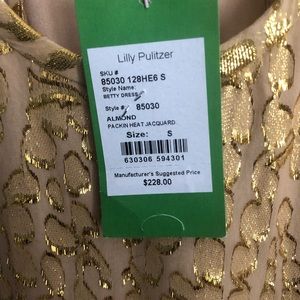 Lilly Pulitzer
SKU #
85030 128HE6 S
Style Name:
BETTY DRESS
Style #: 85030
ALMOND
PACKIN HEAT JACQUARD
Size: S
630306 594301
Manufacturer's Suggested Price
$228.00